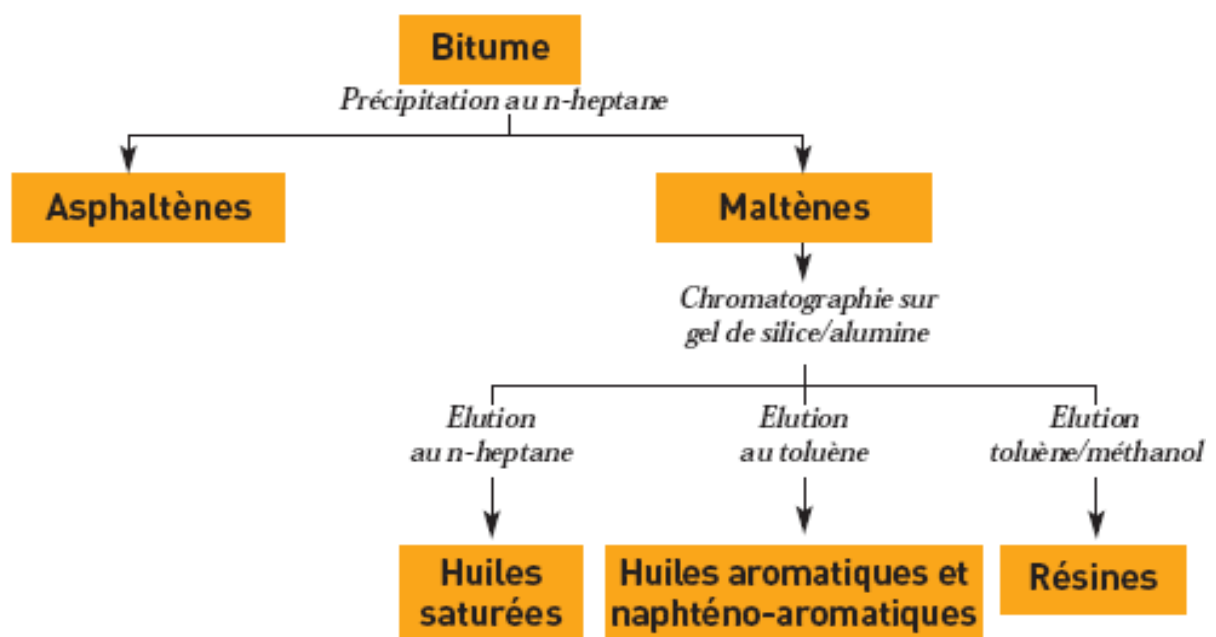 Bitume
Précipitation au n-heptane
Asphaltènes
Maltènes
Chromatographie sur
gel de silice/alumine
Elution
au n-heptane
Elution
au toluène
Elution
toluène/méthanol
Huiles
saturées
Huiles aromatiques et
naphténo-aromatiques
Résines